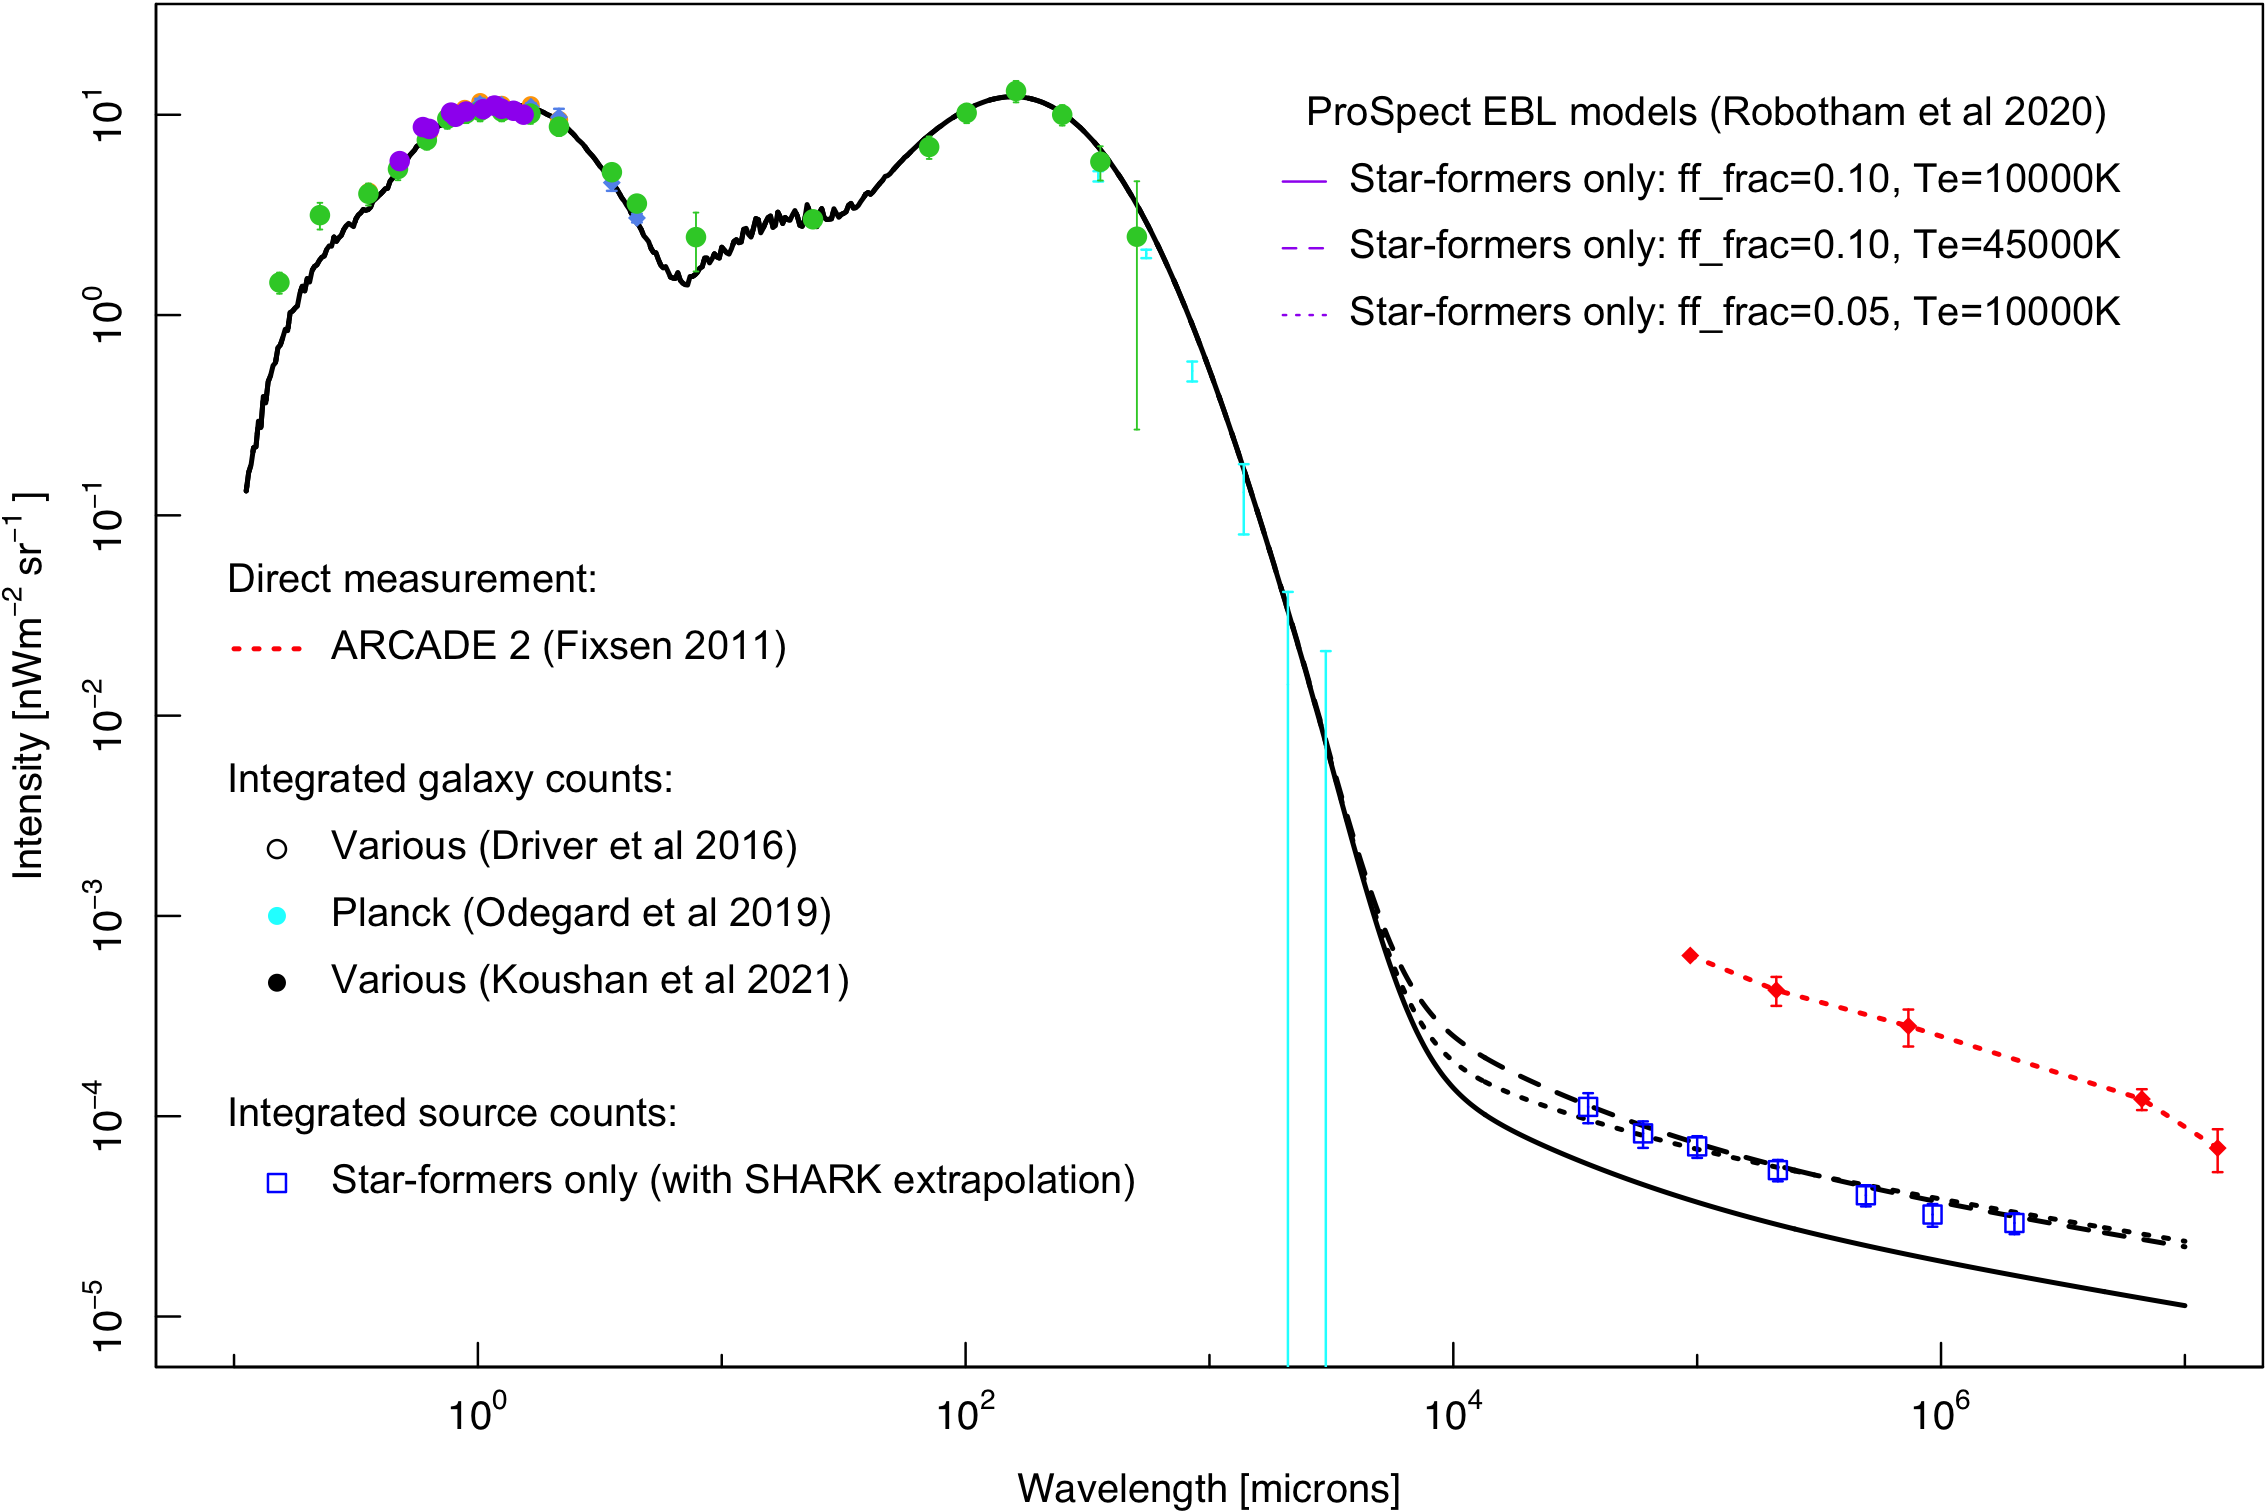 ProSpect EBL models (Robotham et al 2020)
Star-formers only: ff_frac=0.10, Te=10000K
Star-formers only: ff_frac=0.10, Te=45000K
Star-formers only: ff_frac=0.05, Te=10000K
Direct measurement:
ARCADE 2 (Fixsen 2011)
Integrated galaxy counts:
Various (Driver et al 2016)
Planck (Odegard et al 2019)
Various (Koushan et al 2021)
Integrated source counts:
Star-formers only (with SHARK extrapolation)
Intensity [nWm⁻² sr⁻¹ ]
10¹
10⁰
10⁻¹
10⁻²
10⁻³
10⁻⁴
10⁻⁵
10⁰ 10² 10⁴ 10⁶
Wavelength [microns]